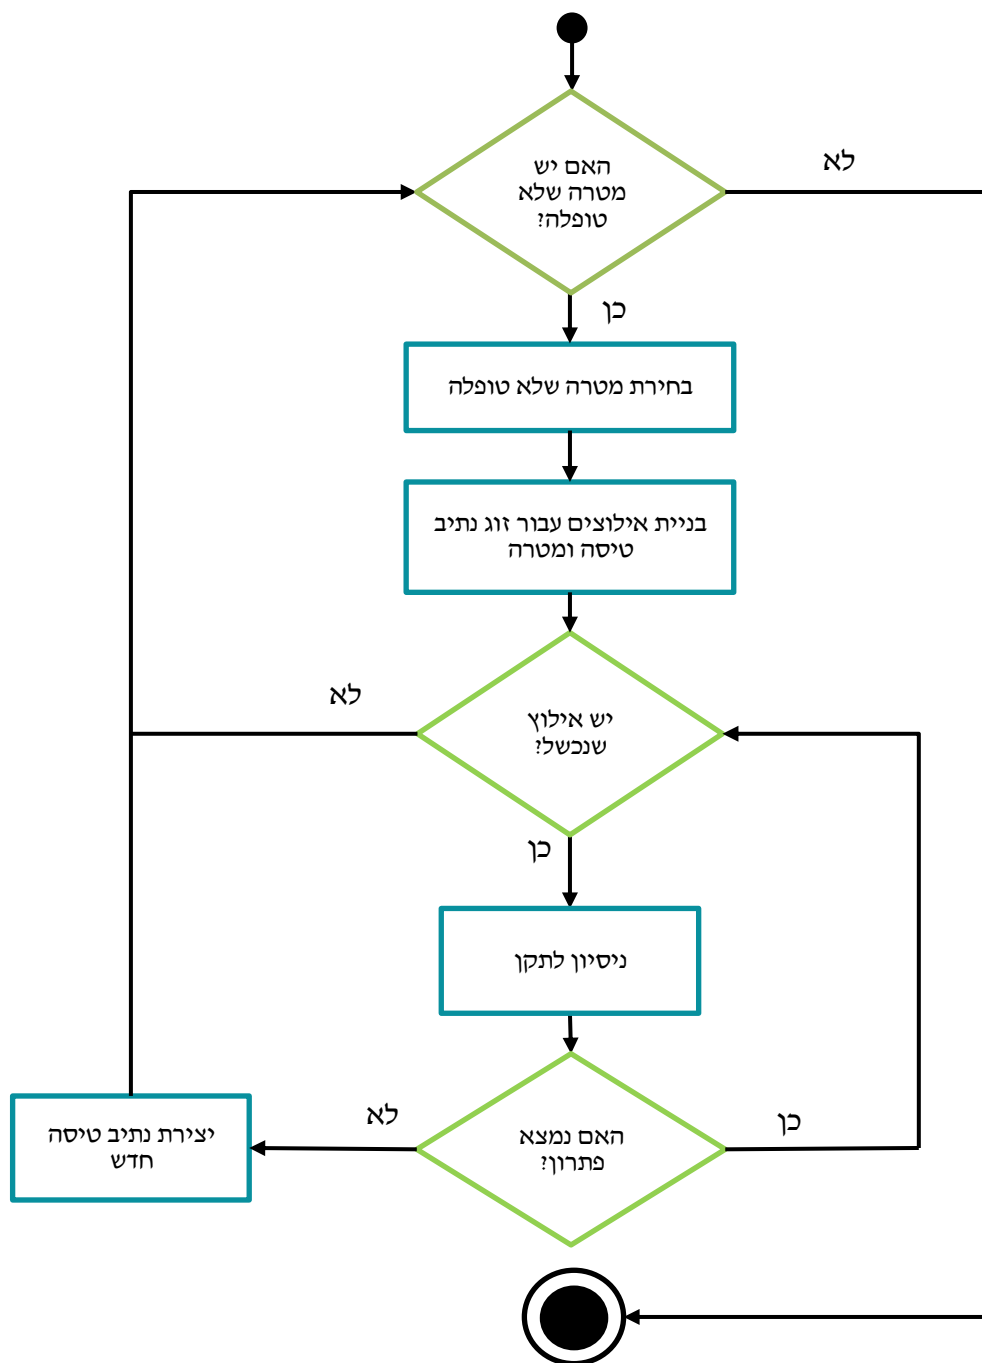 האם יש
מטרה שלא
טופלה?
לא
כן
בחירת מטרה שלא טופלה
בניית אילוצים עבור זוג נתיב
טיסה ומטרה
יש אילוץ
שנכשל?
לא
כן
ניסיון לתקן
האם נמצא
פתרון?
כן
לא
יצירת נתיב טיסה
חדש